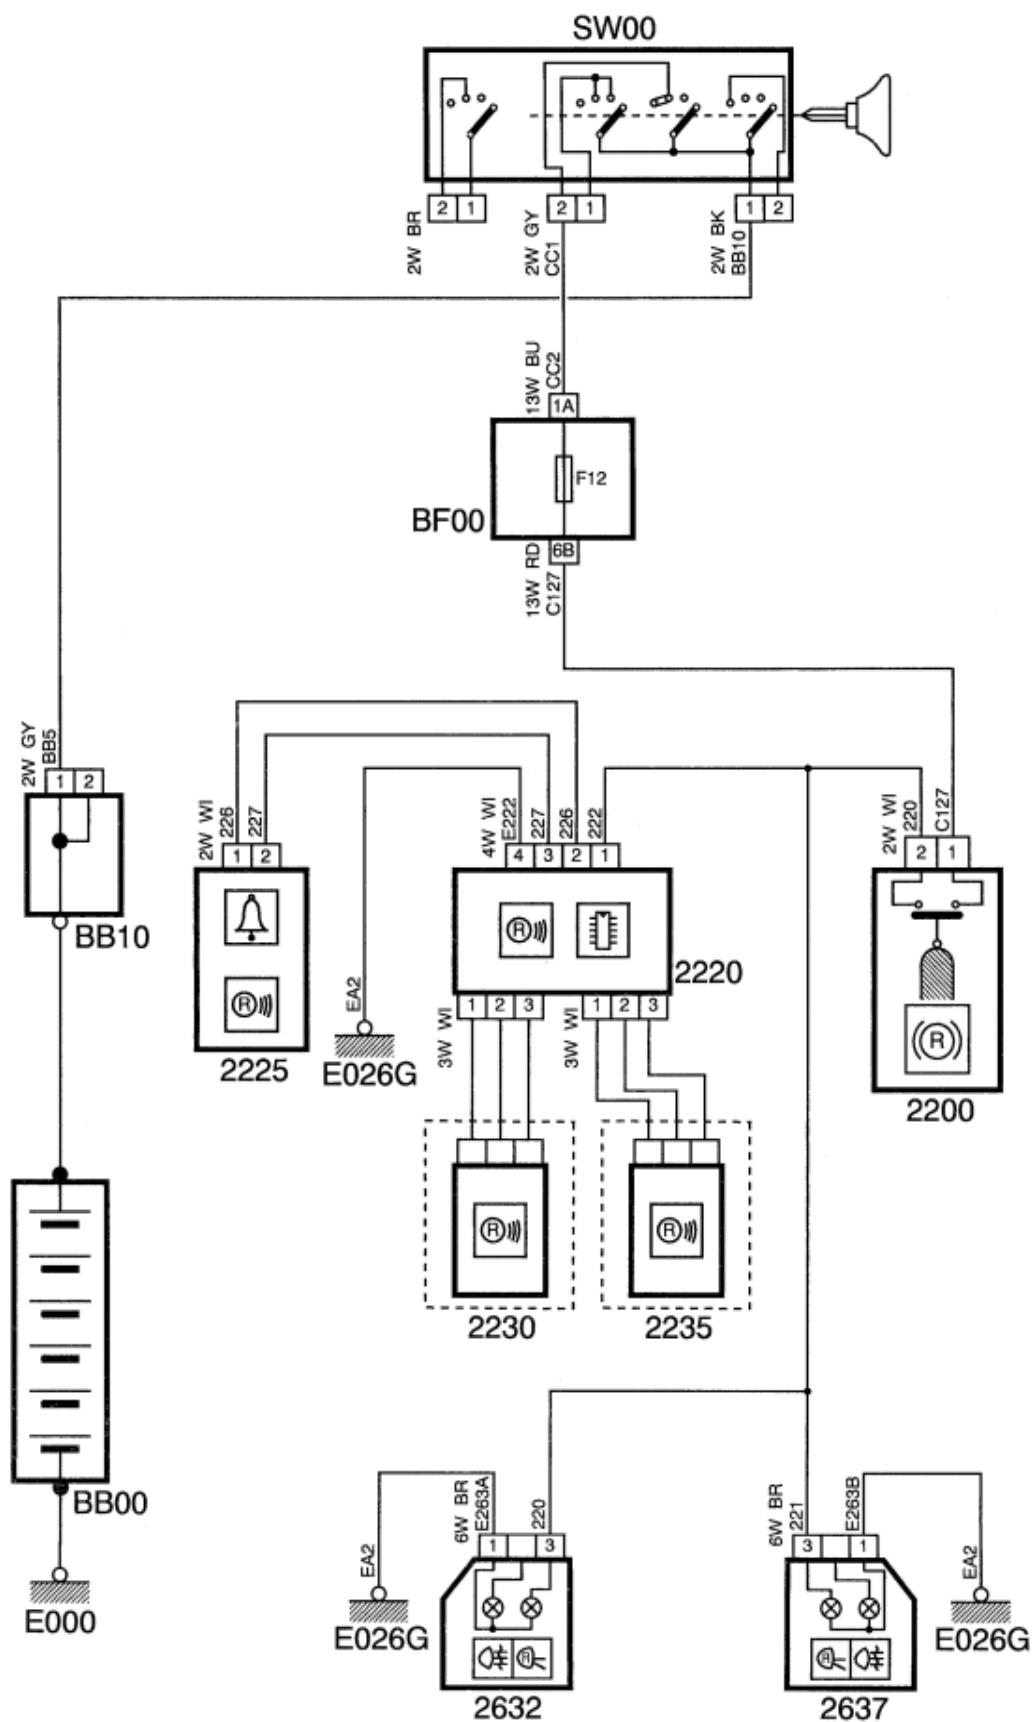 SW00
2 1
2 1
1 2
2W BR
2W GY
CC1
2W BK
BB10
13W BU
CC2
1A
F12
BF00
6B
13W RD
C127
2W GY
BB5
1 2
BB10
2W WI
226
227
1 2
4W WI
E222
227
226
222
4 3 2 1
2W WI
220
C127
2 1
R
R
R
2225
EA2
E026G
2220
1 2 3
1 2 3
3W WI
3W WI
2200
R
R
2230
2235
BB00
E000
6W BR
E263A
220
1 3
EA2
E026G
R
2632
6W BR
221
E263B
3 1
EA2
E026G
R
2637